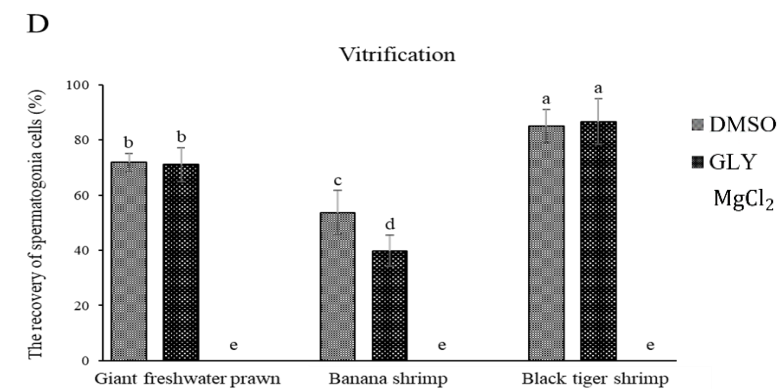 D
Vitrification
The recovery of spermatogonia cells (%)
100
80
60
40
20
0
b
b
e
c
d
e
a
a
e
Giant freshwater prawn
Banana shrimp
Black tiger shrimp
DMSO
GLY
MgCl₂